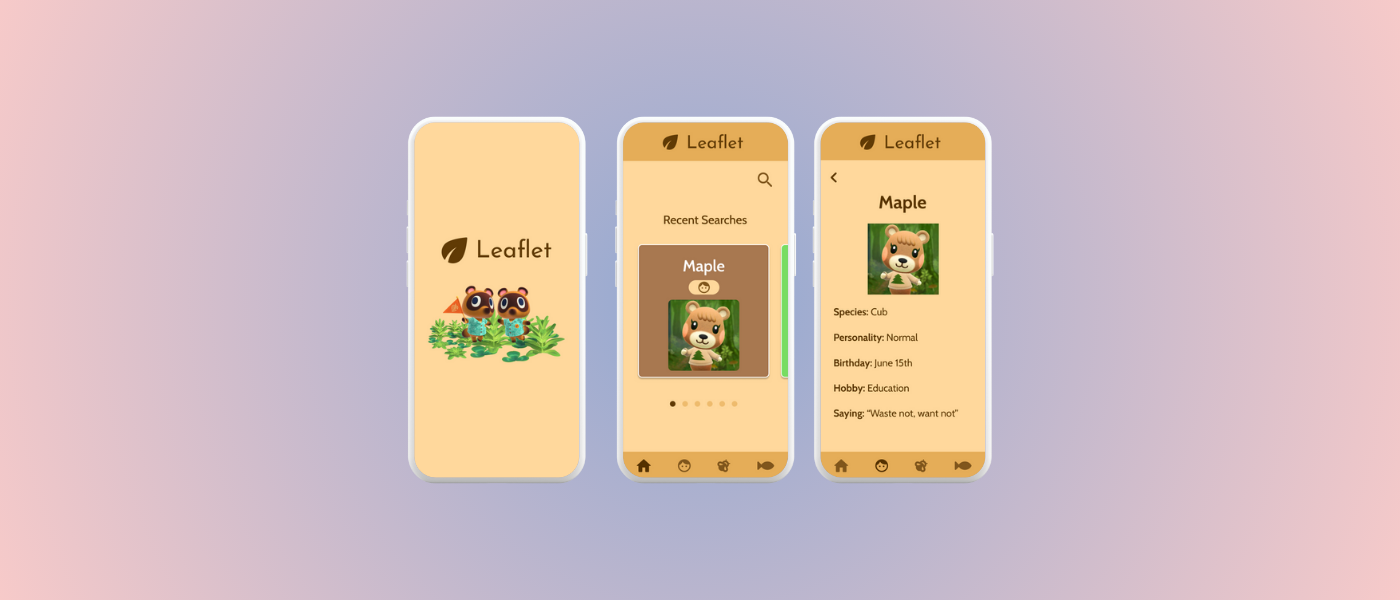 Leaflet
Leaflet
Recent Searches
Maple
Leaflet
Maple
Species: Cub
Personality: Normal
Birthday: June 15th
Hobby: Education
Saying: "Waste not, want not"